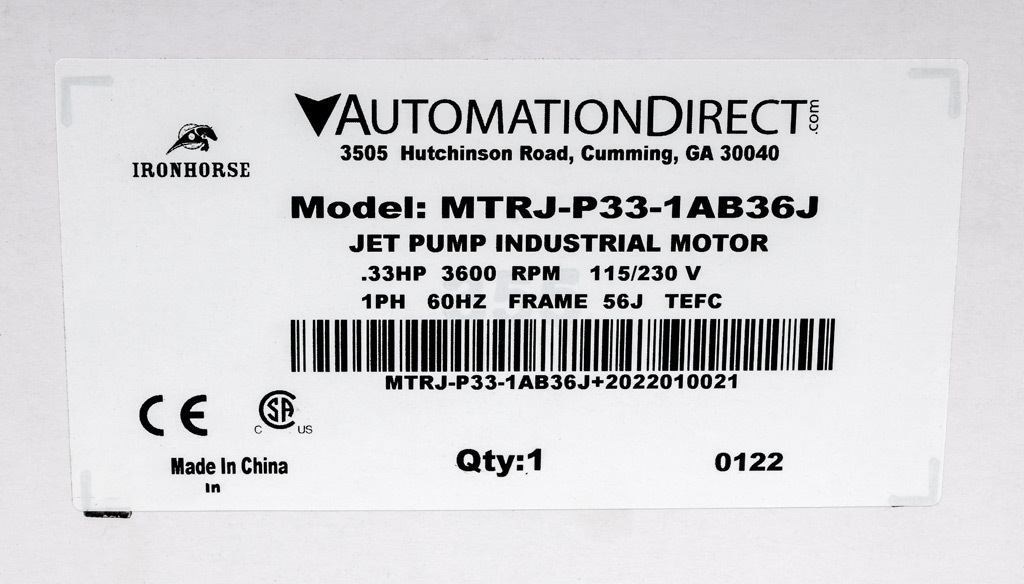 AUTOMATIONDIRECT.com
3505 Hutchinson Road, Cumming, GA 30040
IRONHORSE
Model: MTRJ-P33-1AB36J
JET PUMP INDUSTRIAL MOTOR
.33HP 3600 RPM 115/230 V
1PH 60HZ FRAME 56J TEFC
MTRJ-P33-1AB36J+2022010021
CE
C SA US
Made In China
In
Qty:1
0122